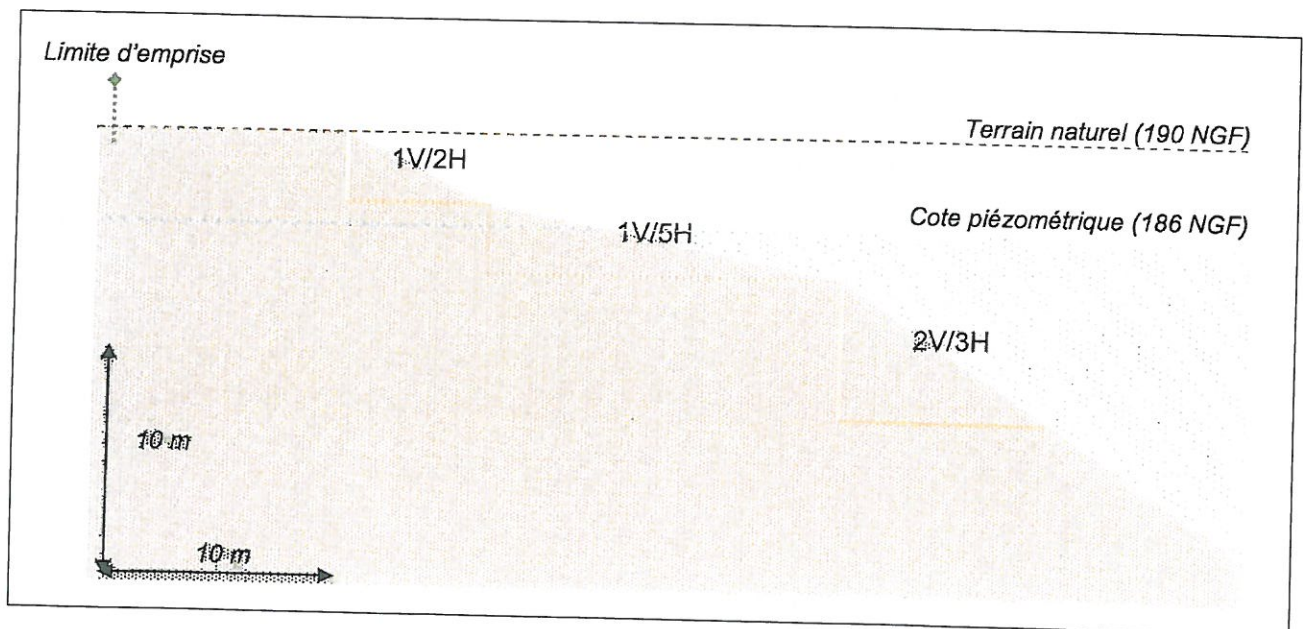 Limite d'emprise
Terrain naturel (190 NGF)
1V/2H
Cote piézométrique (186 NGF)
1V/5H
2V/3H
10 m
10 m